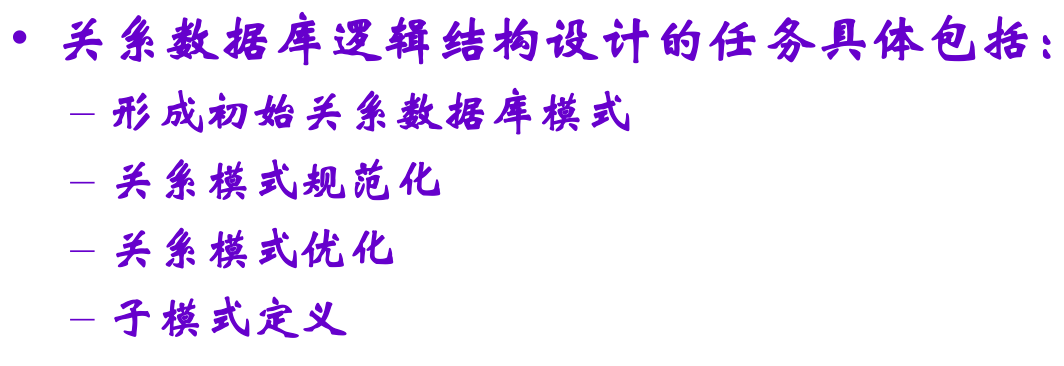 • 关系数据库逻辑结构设计的任务具体包括：
– 形成初始关系数据库模式
– 关系模式规范化
– 关系模式优化
– 子模式定义